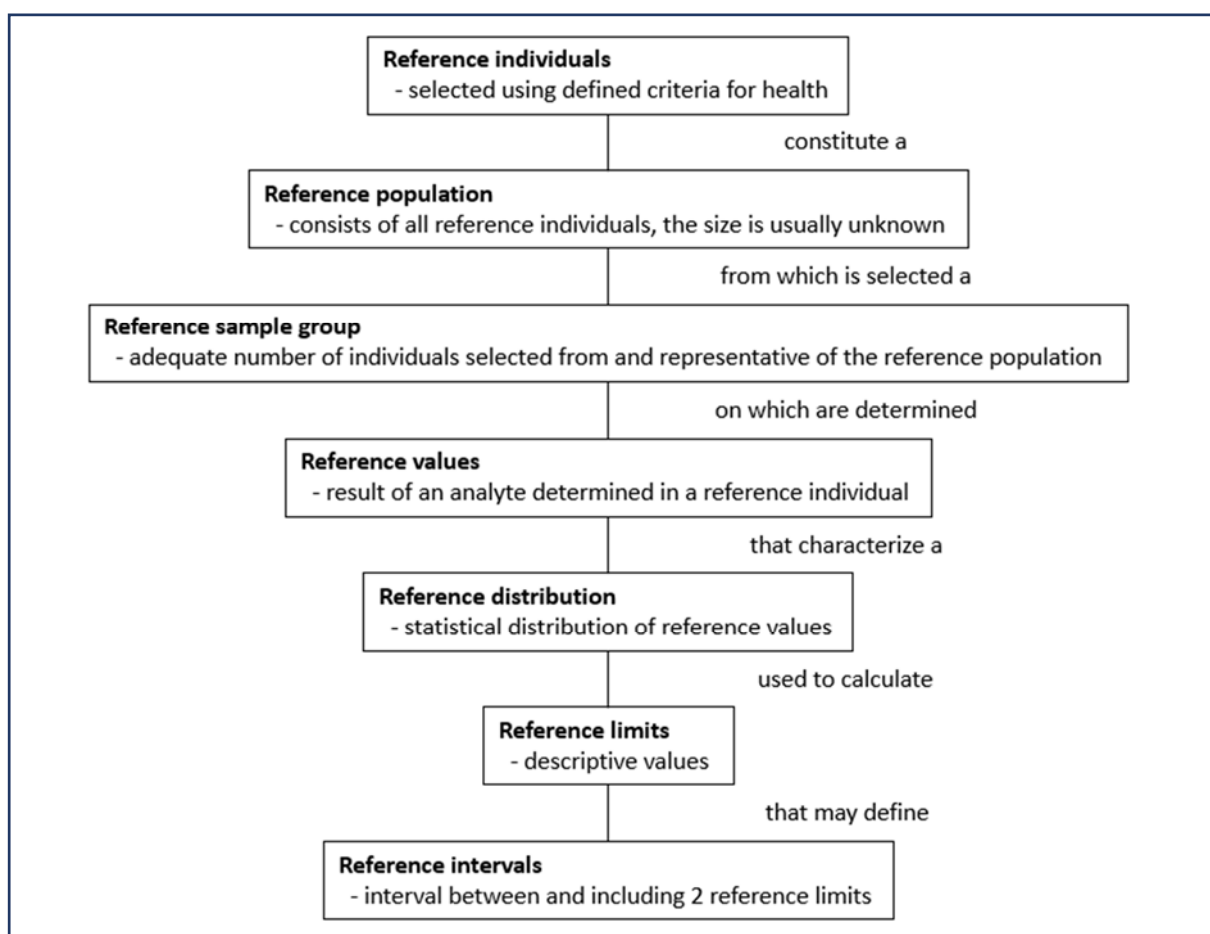 Reference individuals
- selected using defined criteria for health
constitute a
Reference population
- consists of all reference individuals, the size is usually unknown
from which is selected a
Reference sample group
- adequate number of individuals selected from and representative of the reference population
on which are determined
Reference values
- result of an analyte determined in a reference individual
that characterize a
Reference distribution
- statistical distribution of reference values
used to calculate
Reference limits
- descriptive values
that may define
Reference intervals
- interval between and including 2 reference limits